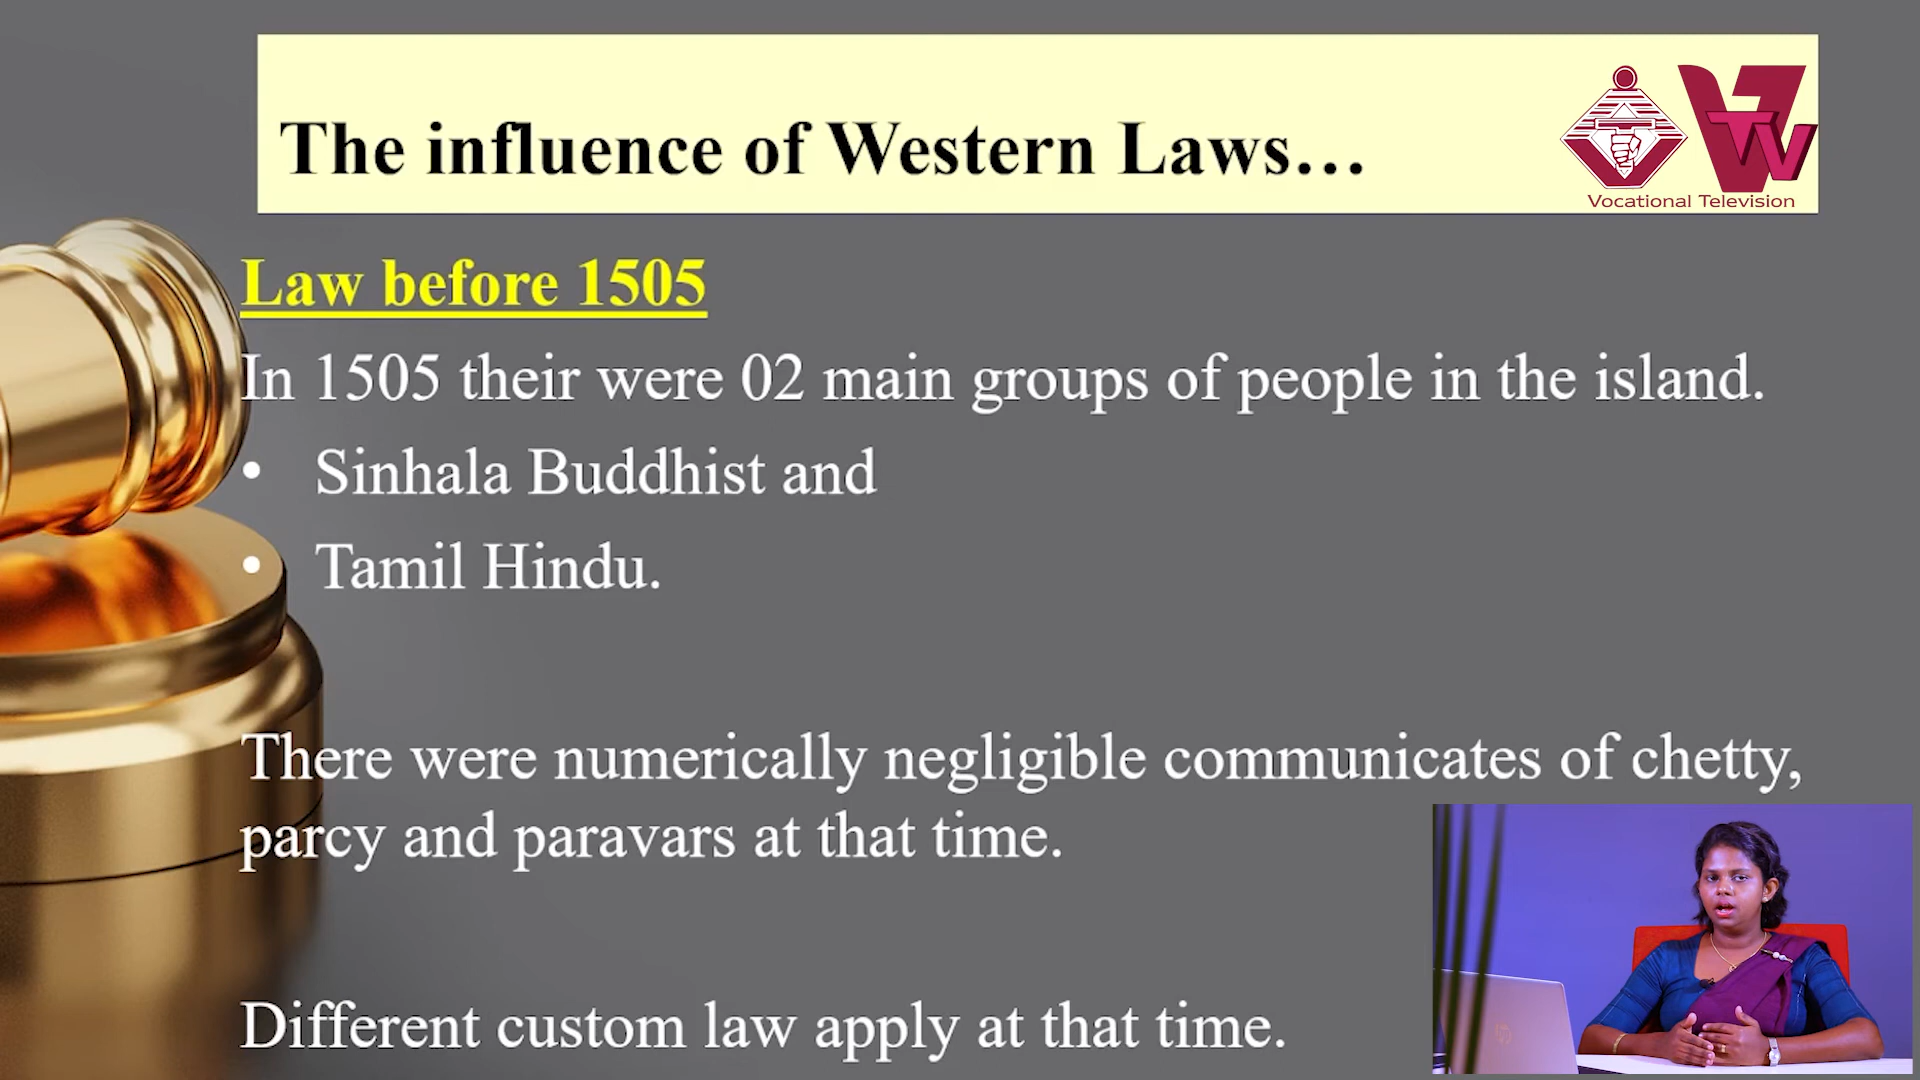 The influence of Western Laws...
Vocational Television
Law before 1505
In 1505 their were 02 main groups of people in the island.
• Sinhala Buddhist and
• Tamil Hindu.
There were numerically negligible communicates of chetty,
parcy and paravars at that time.
Different custom law apply at that time.